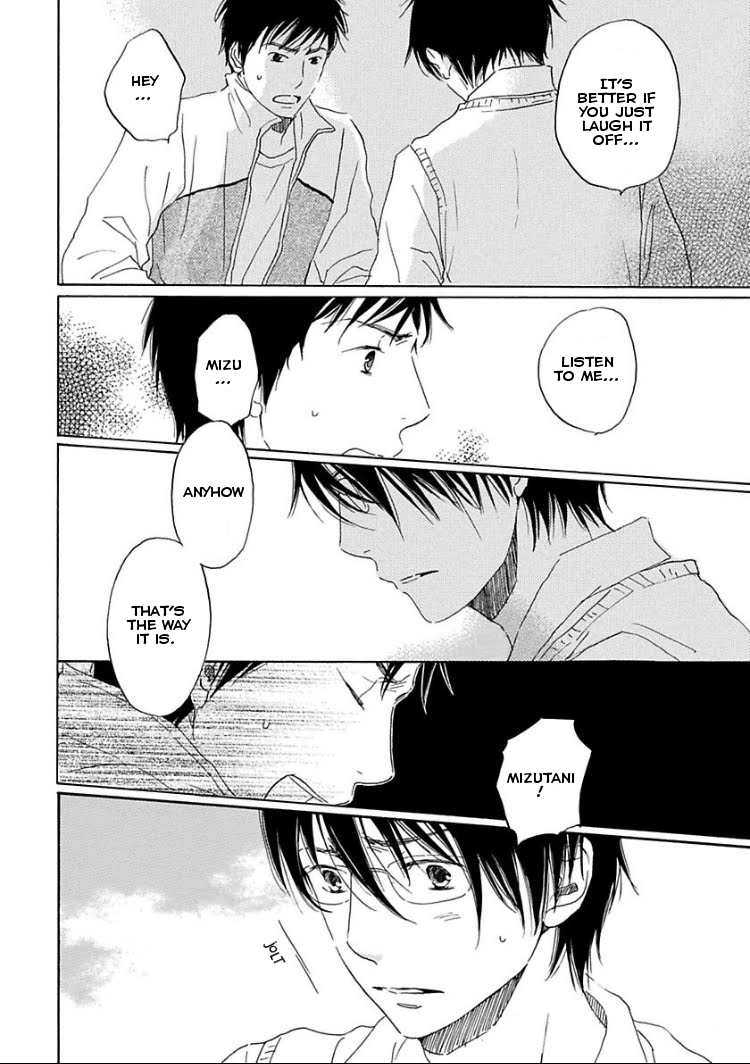 IT'S
BETTER IF
YOU JUST
LAUGH IT
OFF...
HEY
...
LISTEN
TO ME...
MIZU
...
ANYHOW
THAT'S
THE WAY
IT IS.
MIZUTANI
!
JOLT